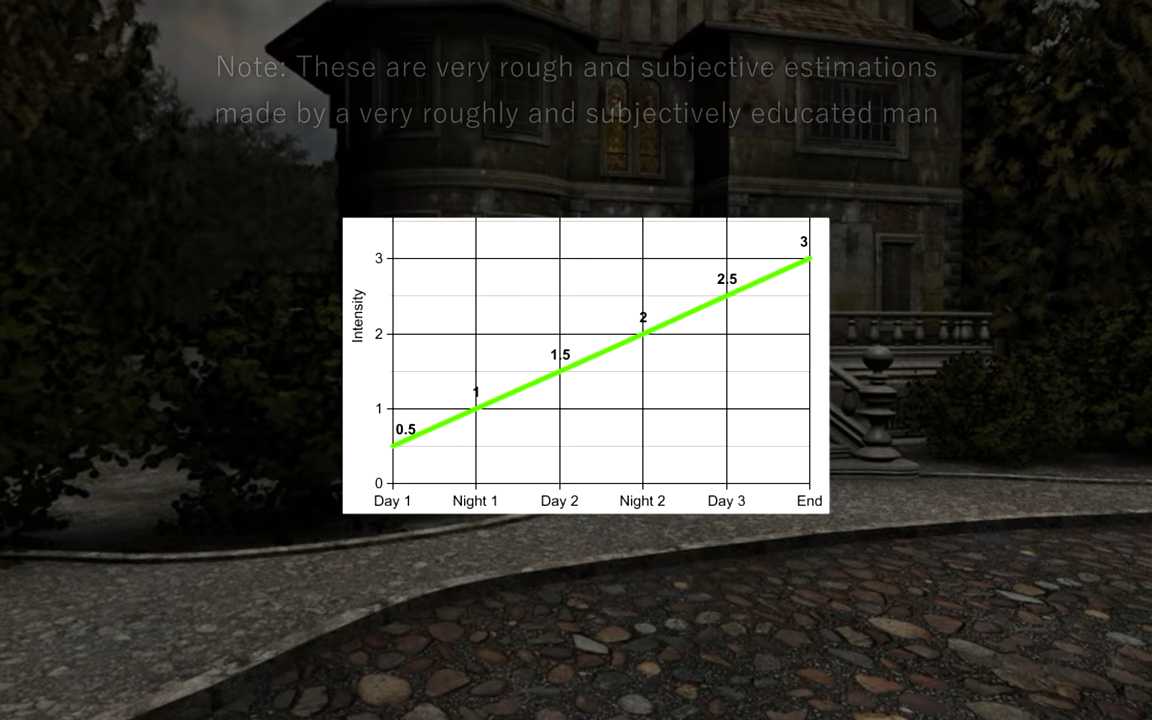 Note: These are very rough and subjective estimations
made by a very roughly and subjectively educated man
3
3
2.5
Intensity
2
2
1.5
1
1
0.5
0
Day 1 Night 1 Day 2 Night 2 Day 3 End